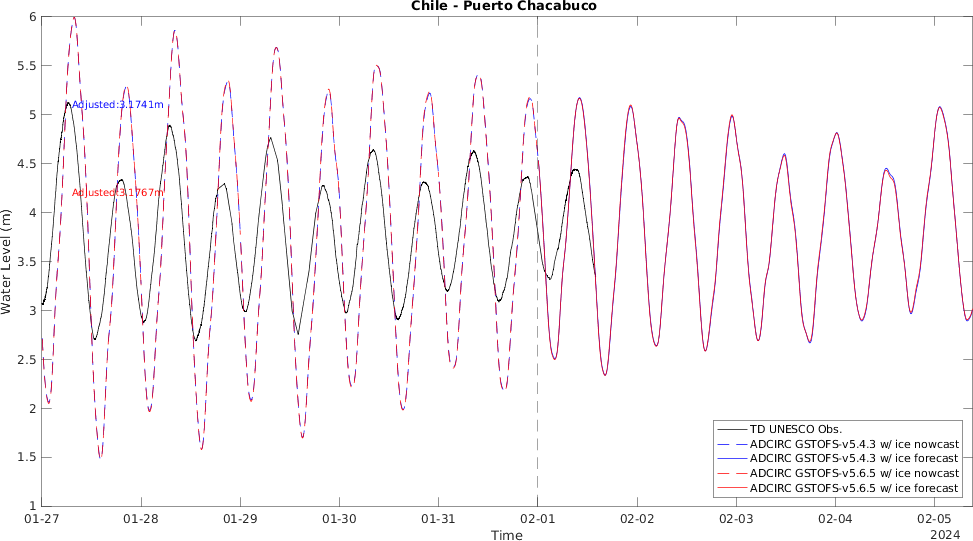 Chile - Puerto Chacabuco
6
5.5
5
4.5
4
3.5
3
2.5
2
1.5
1
Water Level (m)
Adjusted:3.1741m
Adjusted:3.1767m
TD UNESCO Obs.
ADCIRC GSTOFS-v5.4.3 w/ ice nowcast
ADCIRC GSTOFS-v5.4.3 w/ ice forecast
ADCIRC GSTOFS-v5.6.5 w/ ice nowcast
ADCIRC GSTOFS-v5.6.5 w/ ice forecast
01-27 01-28 01-29 01-30 01-31 02-01 02-02 02-03 02-04 02-05
Time
2024